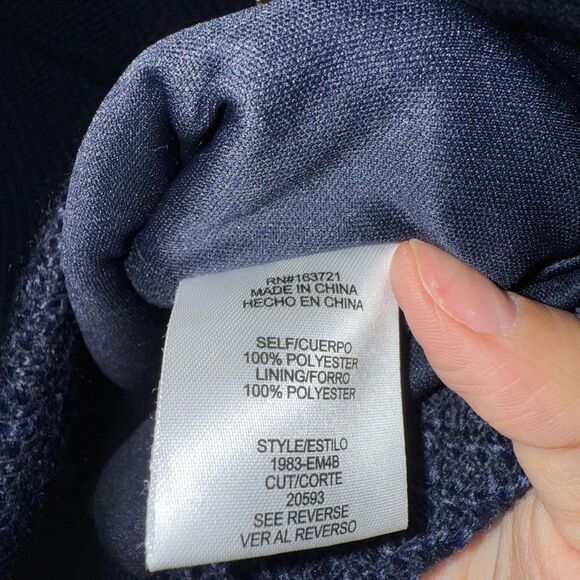 RN#163721
MADE IN CHINA
HECHO EN CHINA
SELF/CUERPO
100% POLYESTER
LINING/FORRO
100% POLYESTER
STYLE/ESTILO
1983-EM4B
CUT/CORTE
20593
SEE REVERSE
VER AL REVERSO